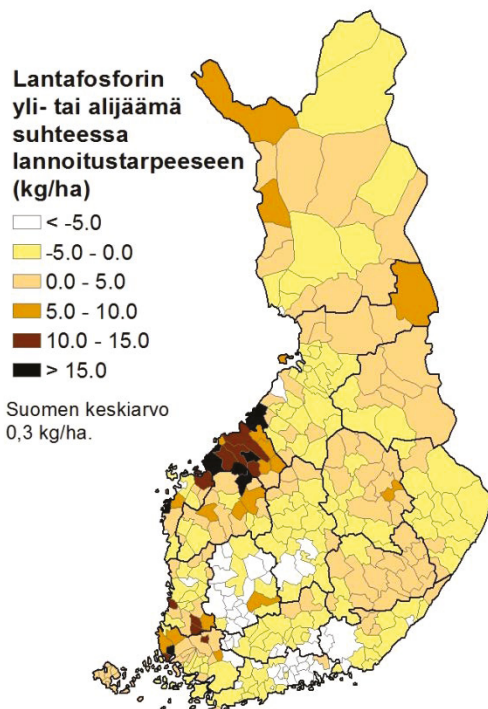 Lantafosforin
yli- tai alijäämä
suhteessa
lannoitustarpeeseen
(kg/ha)
< -5.0
-5.0 - 0.0
0.0 - 5.0
5.0 - 10.0
10.0 - 15.0
> 15.0
Suomen keskiarvo
0,3 kg/ha.